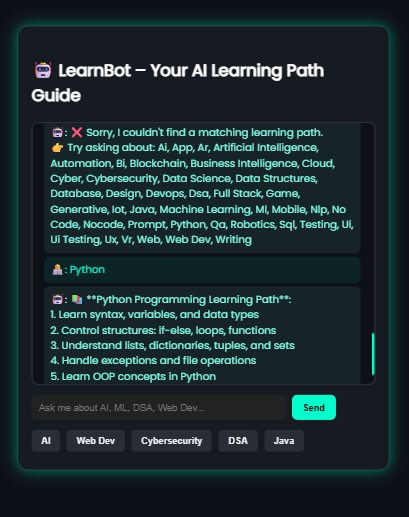 🤖 LearnBot – Your AI Learning Path
Guide
🤖: ❌ Sorry, I couldn't find a matching learning path.
👉 Try asking about: Ai, App, Ar, Artificial Intelligence,
Automation, Bi, Blockchain, Business Intelligence, Cloud,
Cyber, Cybersecurity, Data Science, Data Structures,
Database, Design, Devops, Dsa, Full Stack, Game,
Generative, Iot, Java, Machine Learning, Ml, Mobile, Nlp, No
Code, Nocode, Prompt, Python, Qa, Robotics, Sql, Testing, Ui,
Ui Testing, Ux, Vr, Web, Web Dev, Writing
🧑‍💻: Python
🤖: 📚 **Python Programming Learning Path**:
1. Learn syntax, variables, and data types
2. Control structures: if-else, loops, functions
3. Understand lists, dictionaries, tuples, and sets
4. Handle exceptions and file operations
5. Learn OOP concepts in Python
Ask me about AI, ML, DSA, Web Dev... Send
AI Web Dev Cybersecurity DSA Java